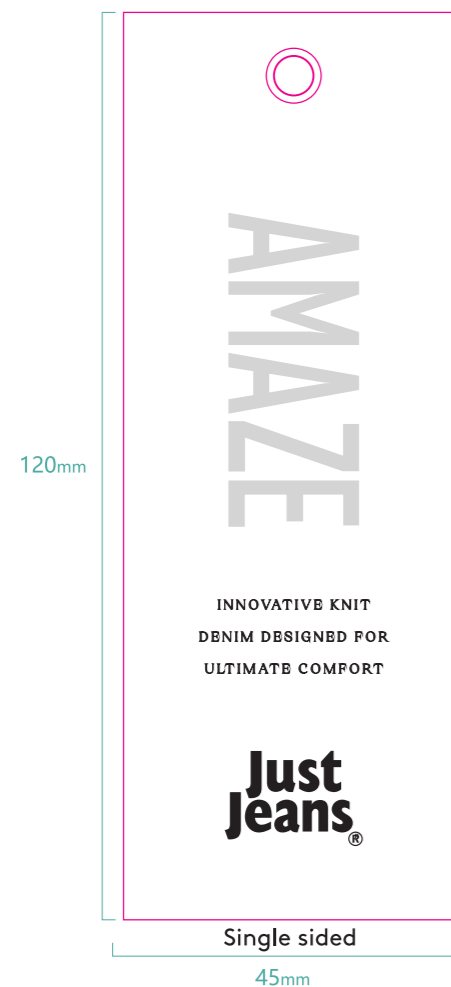 AMAZE
120mm
INNOVATIVE KNIT
DENIM DESIGNED FOR
ULTIMATE COMFORT
Just
Jeans®
Single sided
45mm